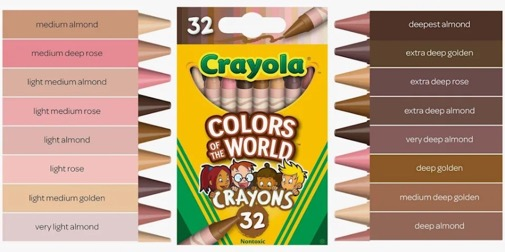 medium almond
medium deep rose
light medium almond
light medium rose
light almond
light rose
light medium golden
very light almond
32
Crayola
COLORS
OF THE
WORLD
CRAYONS
32
Nontoxic
deepest almond
extra deep golden
extra deep rose
extra deep almond
very deep almond
deep golden
medium deep golden
deep almond